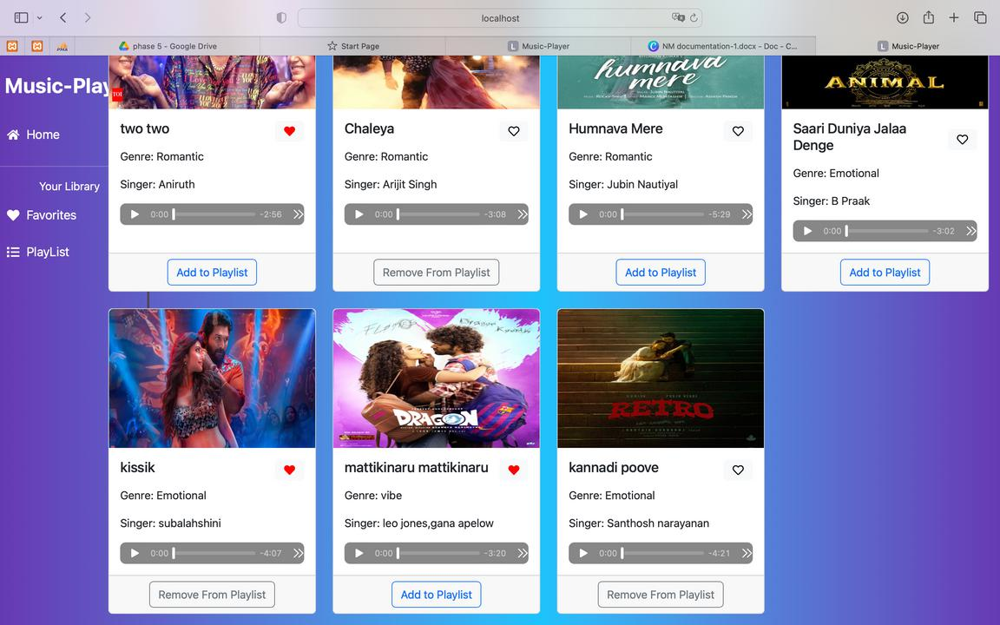 localhost
phase 5 - Google Drive
Start Page
L Music-Player
NM documentation-1.docx - Doc - C...
L Music-Player
PMA
Music-Play
Home
Your Library
Favorites
PlayList
TOI
humnava
mere
ANIMAL
two two
Genre: Romantic
Singer: Aniruth
0:00 -2:56
Add to Playlist
Chaleya
Genre: Romantic
Singer: Arijit Singh
0:00 -3:08
Remove From Playlist
Humnava Mere
Genre: Romantic
Singer: Jubin Nautiyal
0:00 -5:29
Add to Playlist
Saari Duniya Jalaa
Denge
Genre: Emotional
Singer: B Praak
0:00 -3:02
Add to Playlist
kissik
Genre: Emotional
Singer: subalahshini
0:00 -4:07
Remove From Playlist
DRAGON
mattikinaru mattikinaru
Genre: vibe
Singer: leo jones,gana apelow
0:00 -3:20
Add to Playlist
RETRO
kannadi poove
Genre: Emotional
Singer: Santhosh narayanan
0:00 -4:21
Remove From Playlist